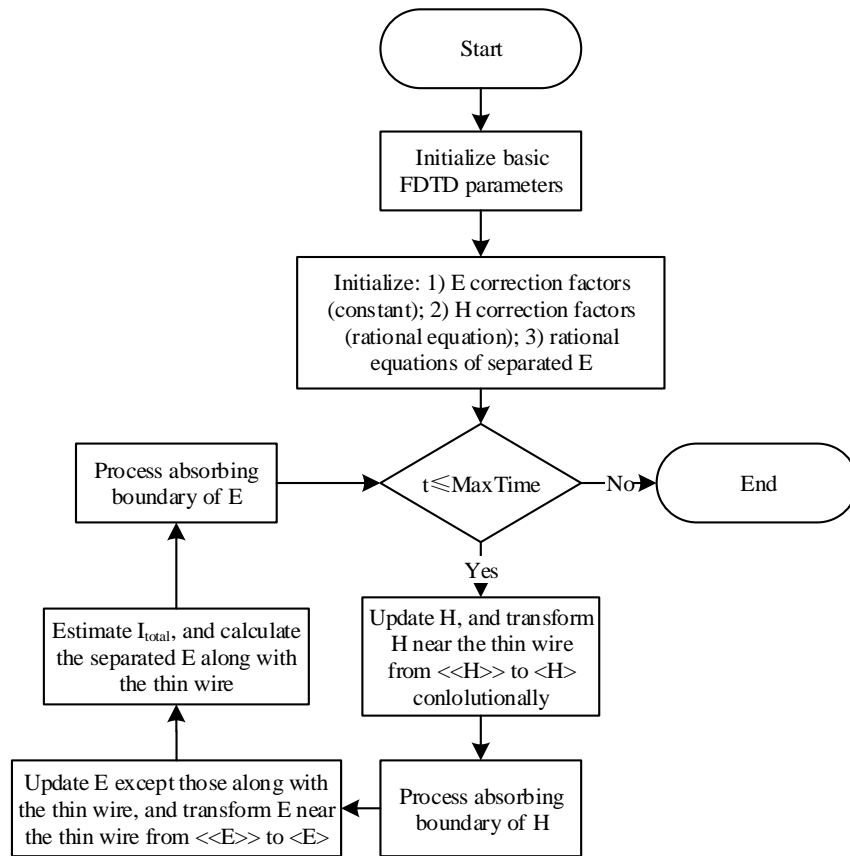 Start
Initialize basic
FDTD parameters
Initialize: 1) E correction factors
(constant); 2) H correction factors
(rational equation); 3) rational
equations of separated E
Process absorbing
boundary of E
t≤MaxTime
No
End
Yes
Estimate I_total, and calculate
the separated E along with
the thin wire
Update H, and transform
H near the thin wire
from <<H>> to <H>
conlolutionally
Update E except those along with
the thin wire, and transform E near
the thin wire from <<E>> to <E>
Process absorbing
boundary of H